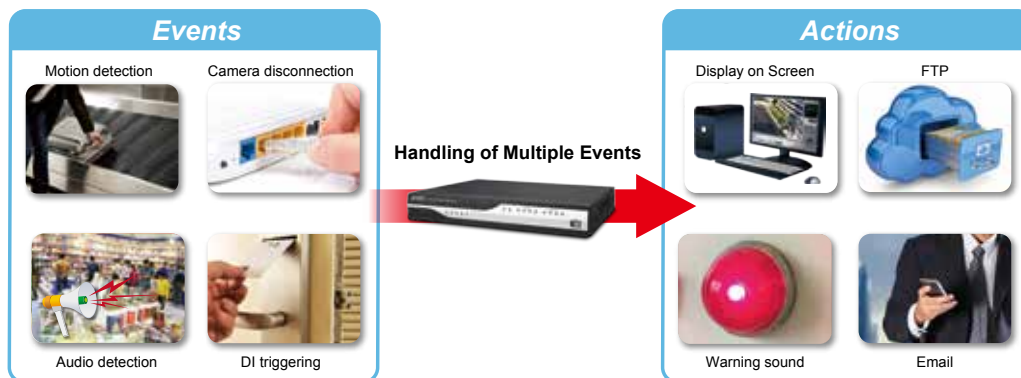 Events
Actions
Motion detection
Camera disconnection
Display on Screen
FTP
Handling of Multiple Events
Audio detection
DI triggering
Warning sound
Email